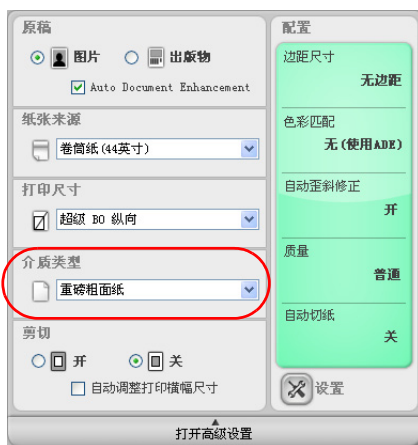 原稿
图片
出版物
Auto Document Enhancement
纸张来源
卷筒纸(44英寸)
打印尺寸
超级 B0 纵向
介质类型
重磅粗面纸
剪切
开
关
自动调整打印横幅尺寸
配置
边距尺寸
无边距
色彩匹配
无(使用ADE)
自动歪斜修正
开
质量
普通
自动切纸
关
设置
打开高级设置